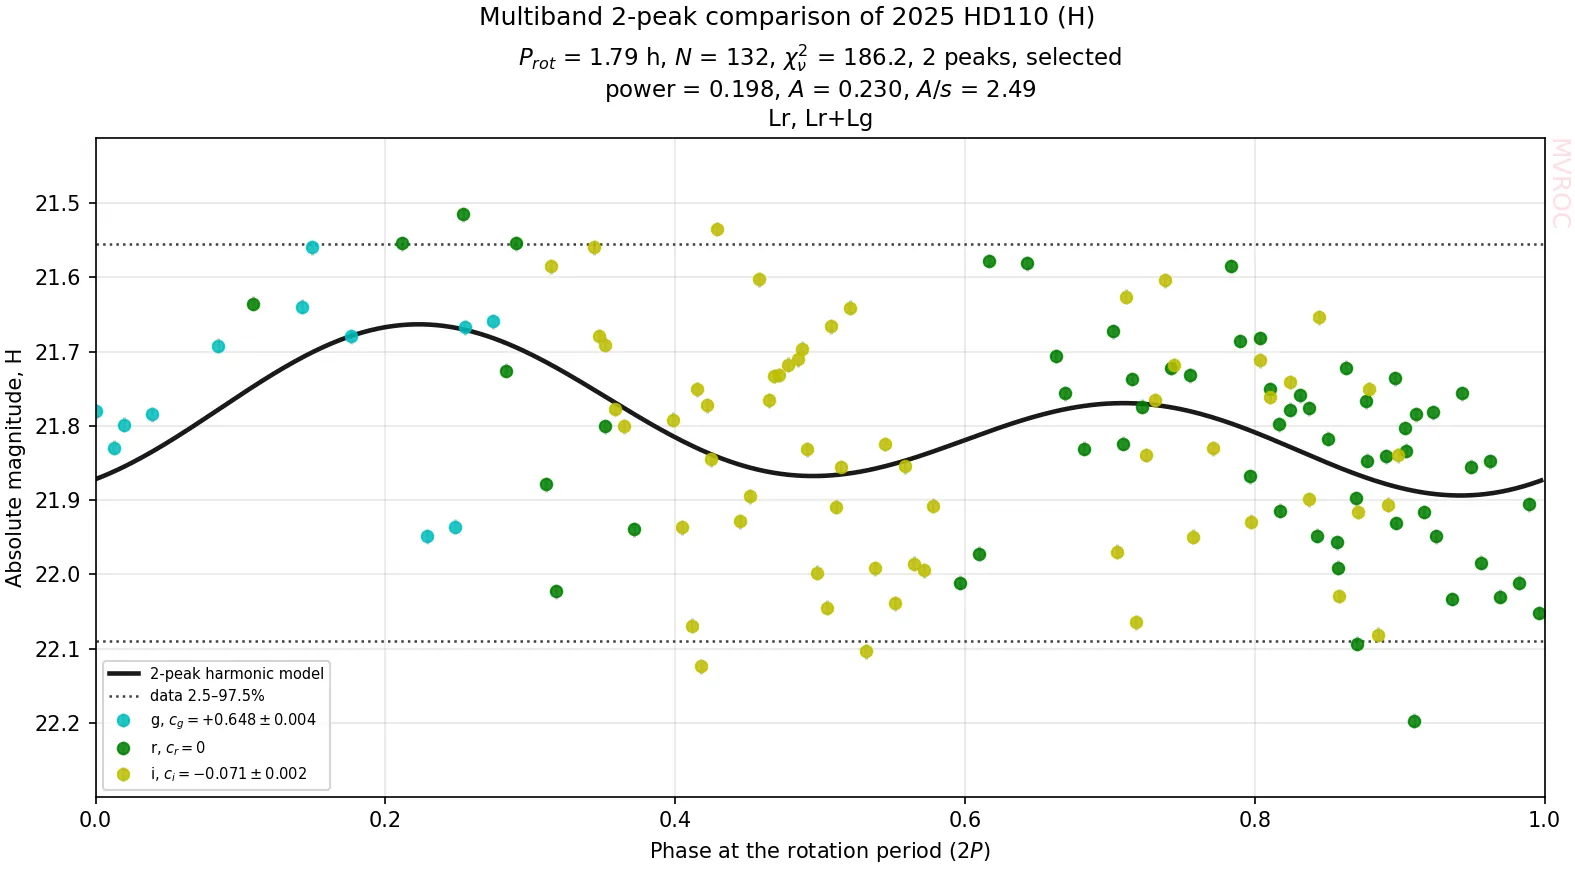 Multiband 2-peak comparison of 2025 HD110 (H)
P_rot = 1.79 h, N = 132, χ²_ν = 186.2, 2 peaks, selected
power = 0.198, A = 0.230, A/s = 2.49
Lr, Lr+Lg
MVROC
Absolute magnitude, H
21.5
21.6
21.7
21.8
21.9
22.0
22.1
22.2
2-peak harmonic model
data 2.5–97.5%
g, c_g = +0.648 ± 0.004
r, c_r = 0
i, c_i = −0.071 ± 0.002
0.0 0.2 0.4 0.6 0.8 1.0
Phase at the rotation period (2P)